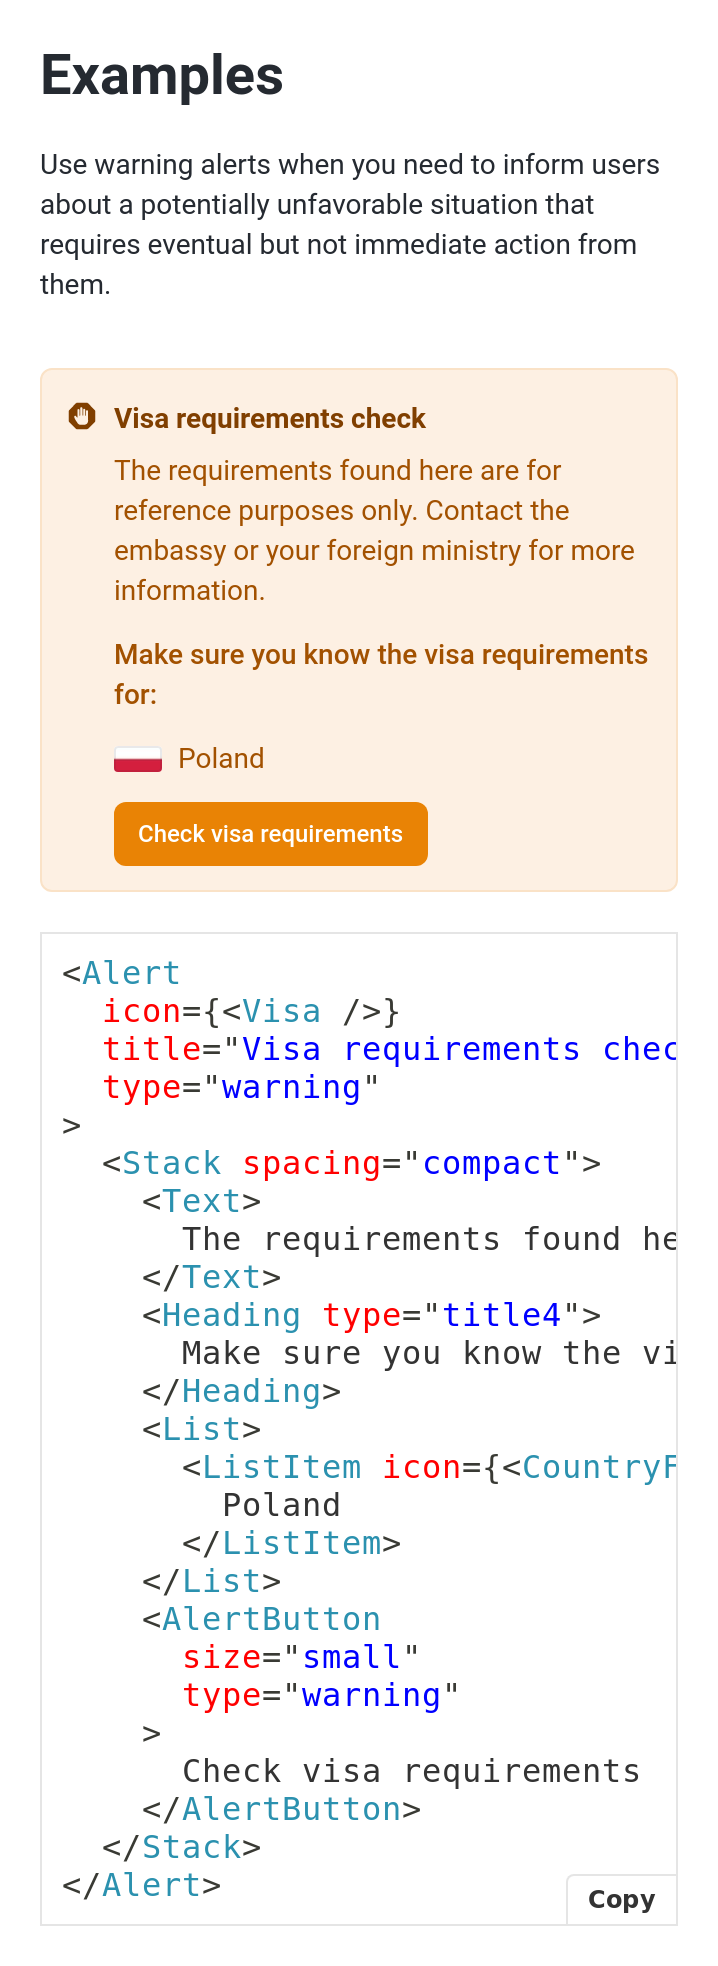 Examples
Use warning alerts when you need to inform users
about a potentially unfavorable situation that
requires eventual but not immediate action from
them.
Visa requirements check
The requirements found here are for
reference purposes only. Contact the
embassy or your foreign ministry for more
information.
Make sure you know the visa requirements
for:
Poland
Check visa requirements
<Alert
  icon={<Visa />}
  title="Visa requirements chec
  type="warning"
>
  <Stack spacing="compact">
    <Text>
      The requirements found he
    </Text>
    <Heading type="title4">
      Make sure you know the vi
    </Heading>
    <List>
      <ListItem icon={<CountryF
        Poland
      </ListItem>
    </List>
    <AlertButton
      size="small"
      type="warning"
    >
      Check visa requirements
    </AlertButton>
  </Stack>
</Alert>
Copy